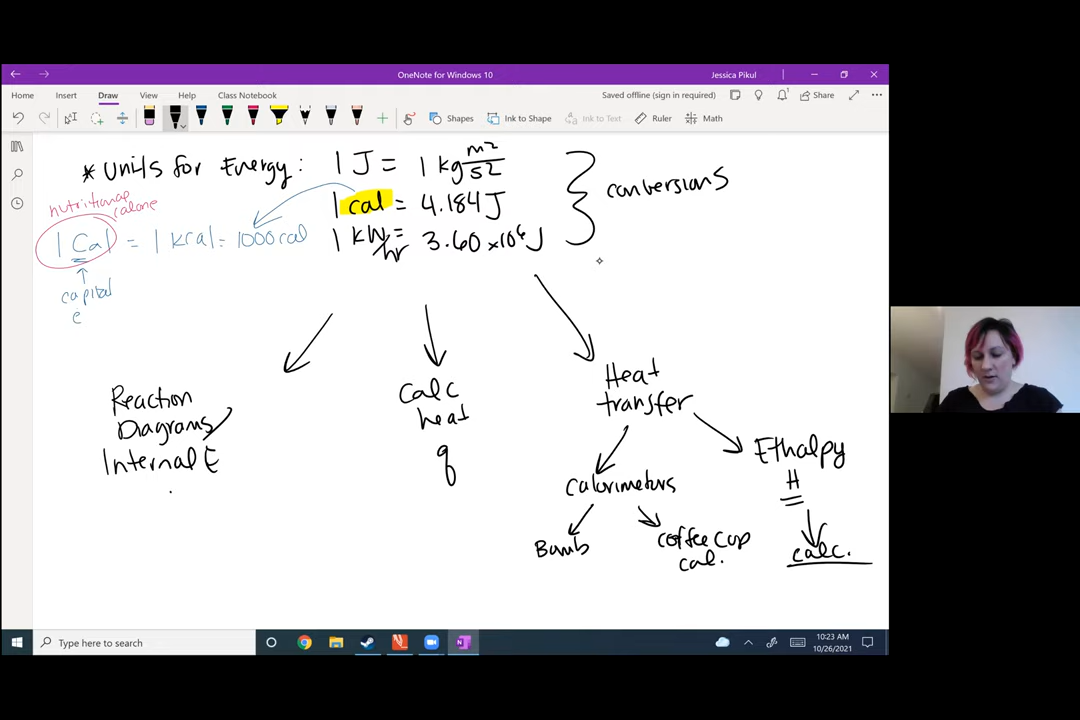 OneNote for Windows 10
Jessica Pikul
Home Insert Draw View Help Class Notebook
Saved offline (sign in required)
Share
Shapes
Ink to Shape
Ink to Text
Ruler
Math
* Units for Energy: 1 J = 1 kg m²/s²
1 cal = 4.184 J
1 kW/hr = 3.60 x10⁶ J
conversions
nutritional
calorie
1 Cal = 1 kcal = 1000 cal
capital
c
Reaction
Diagrams
Internal E
Calc
heat
q
Heat
transfer
Calorimeters
Bomb
coffee cup
cal.
Ethalpy
H
calc.
Type here to search
10:23 AM
10/26/2021